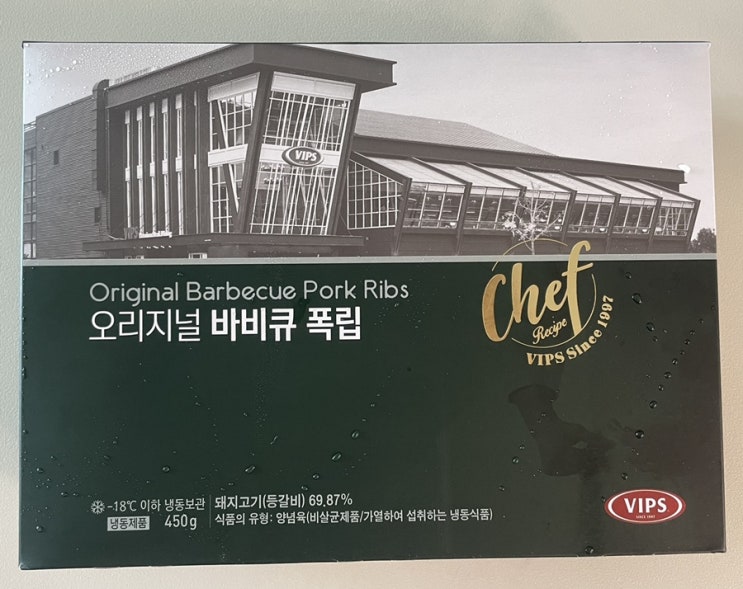 VIPS
Original Barbecue Pork Ribs
오리지널 바비큐 폭립
Chef
Recipe
VIPS Since 1997
-18℃ 이하 냉동보관
냉동제품 450g
돼지고기(등갈비) 69.87%
식품의 유형: 양념육(비살균제품/가열하여 섭취하는 냉동식품)
VIPS
SINCE 1997